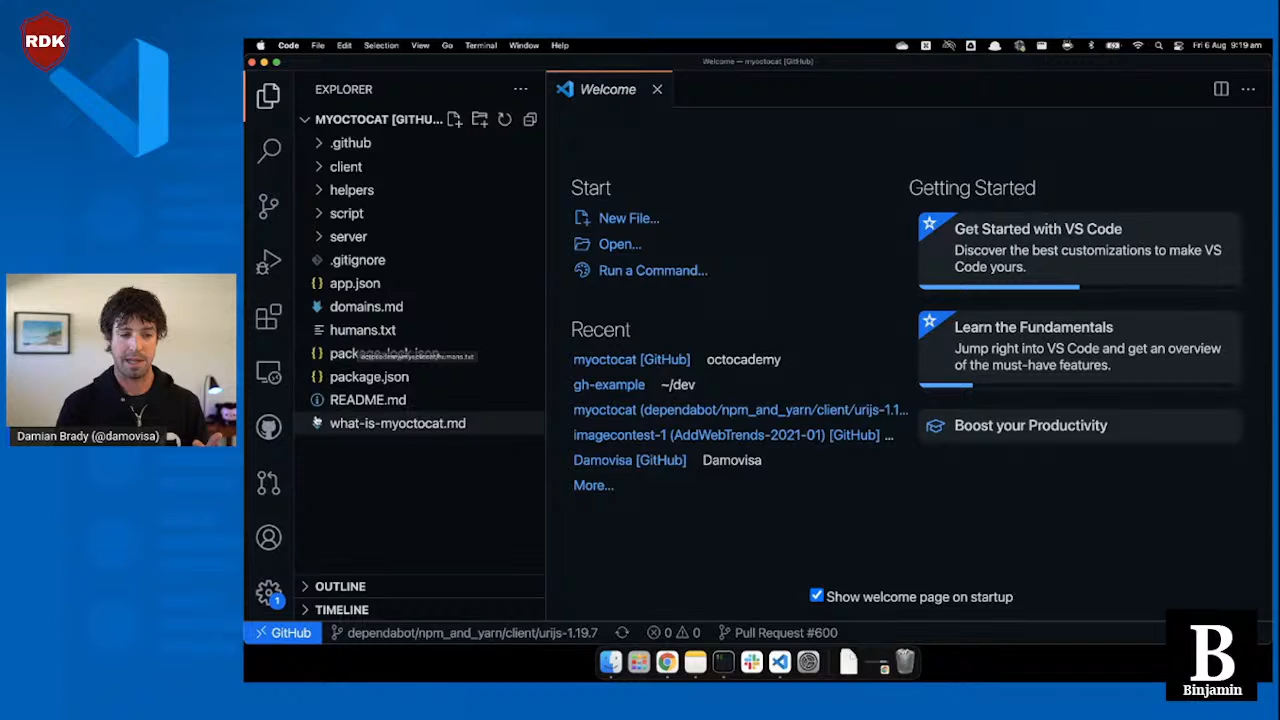 RDK
Code File Edit Selection View Go Terminal Window Help
Fri 6 Aug 9:19 am
Welcome — myoctocat [GitHub]
EXPLORER
Welcome
MYOCTOCAT [GITHU...
.github
client
helpers
script
server
.gitignore
app.json
domains.md
humans.txt
package-lock.json
package.json
README.md
what-is-myoctocat.md
OUTLINE
TIMELINE
Start
New File...
Open...
Run a Command...
Recent
myoctocat [GitHub] octocademy
gh-example ~/dev
myoctocat (dependabot/npm_and_yarn/client/urijs-1.1...
imagecontest-1 (AddWebTrends-2021-01) [GitHub] ...
Damovisa [GitHub] Damovisa
More...
Getting Started
Get Started with VS Code
Discover the best customizations to make VS
Code yours.
Learn the Fundamentals
Jump right into VS Code and get an overview
of the must-have features.
Boost your Productivity
Show welcome page on startup
1
GitHub dependabot/npm_and_yarn/client/urijs-1.19.7 0 0 Pull Request #600
Damian Brady (@damovisa)
B
Binjamin